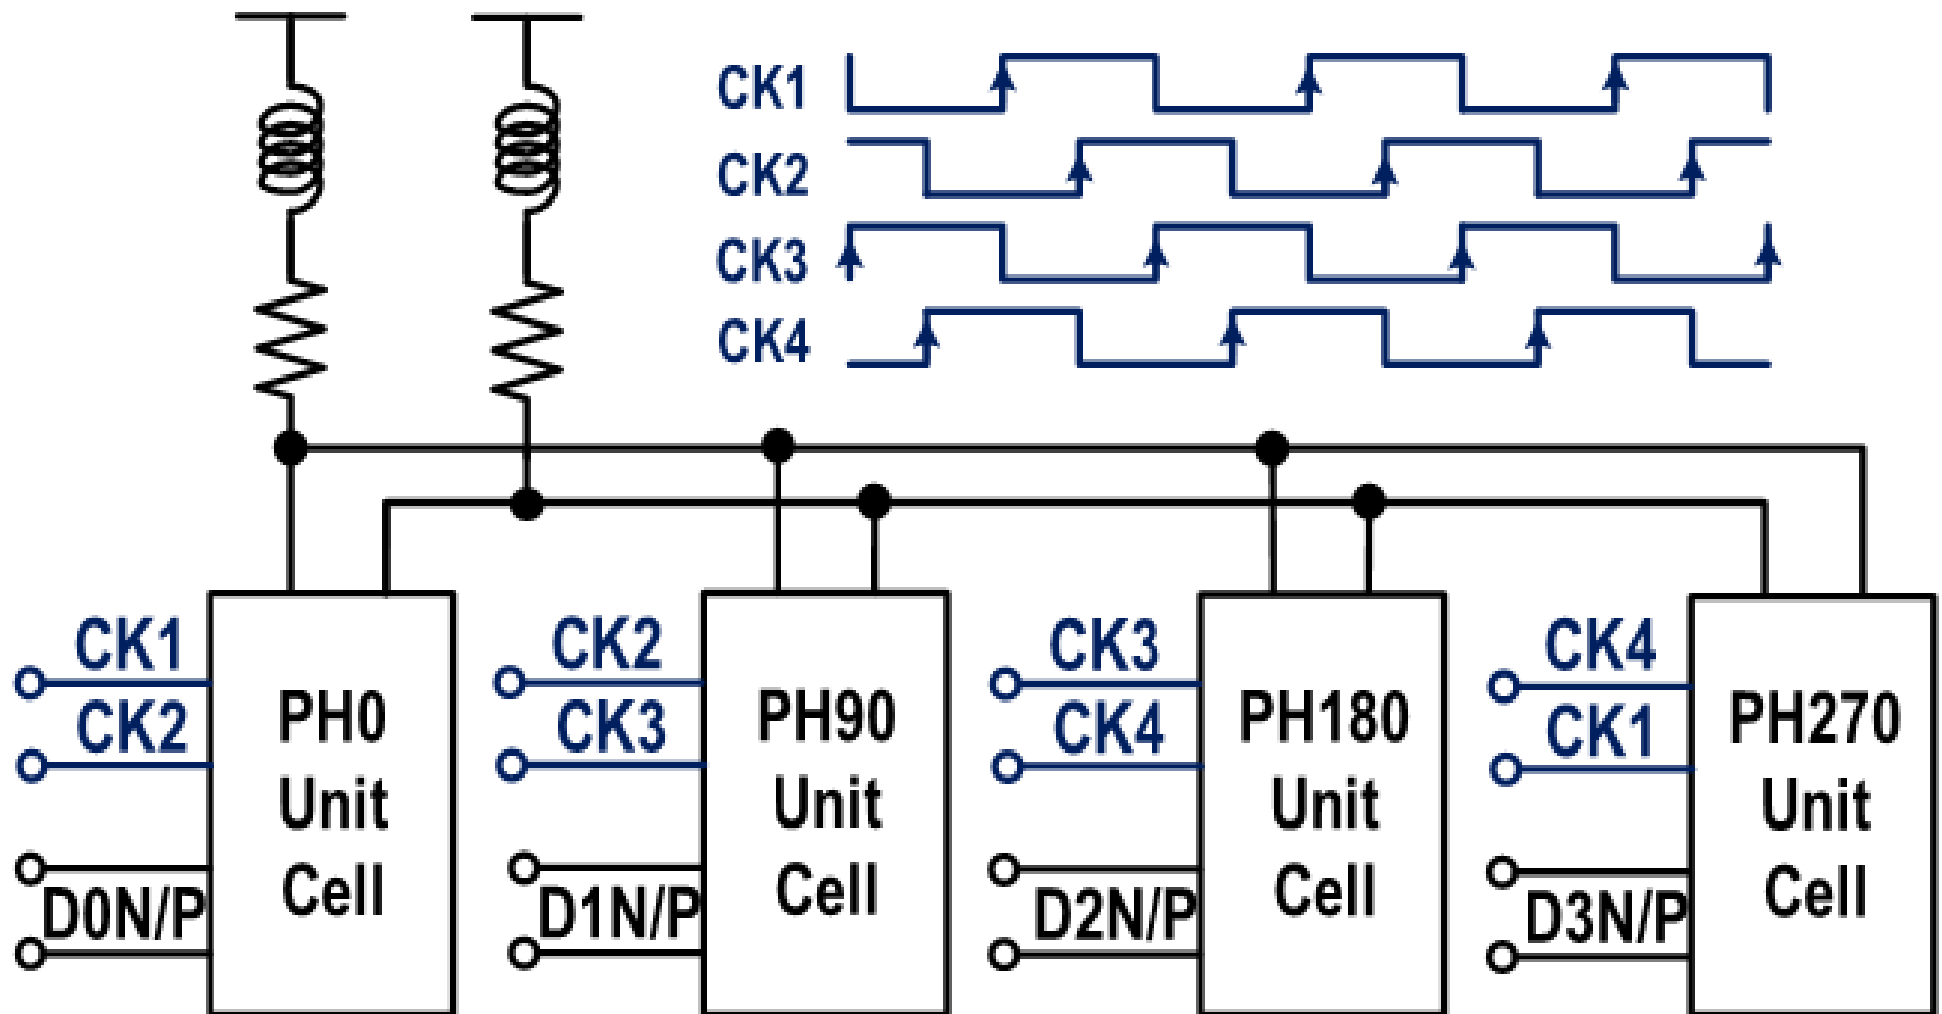 CK1
CK2
CK3
CK4
CK1
CK2
PH0
Unit
Cell
D0N/P
CK2
CK3
PH90
Unit
Cell
D1N/P
CK3
CK4
PH180
Unit
Cell
D2N/P
CK4
CK1
PH270
Unit
Cell
D3N/P